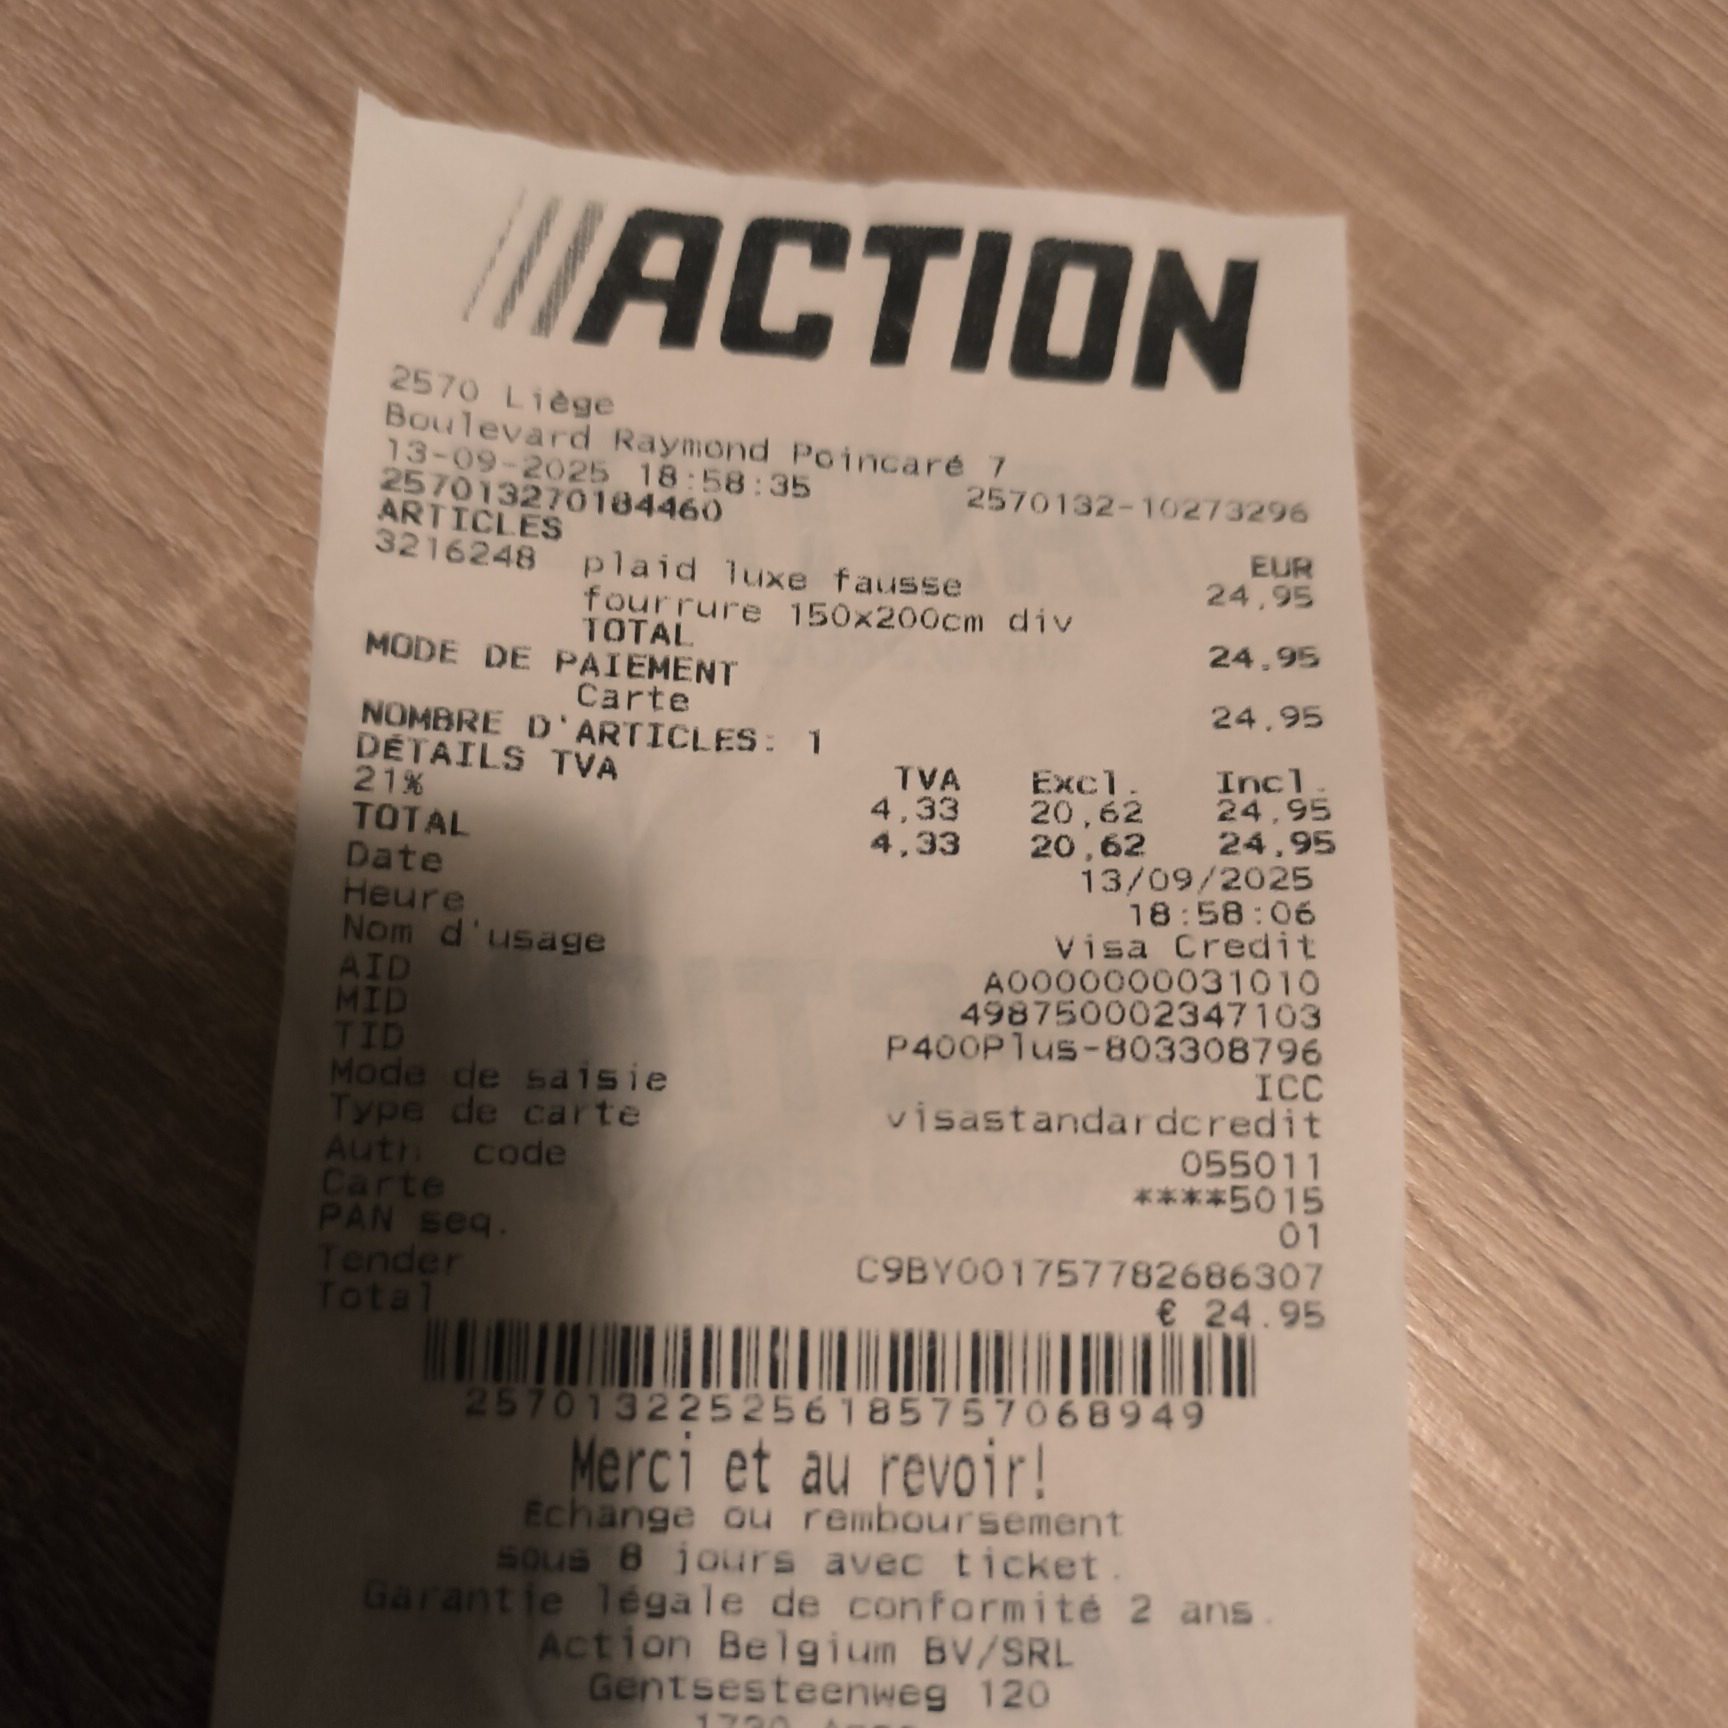 ACTION
2570 Liège
Boulevard Raymond Poincaré 7
13-09-2025 18:58:35 2570132-10273296
257013270184460
ARTICLES EUR
3216248 plaid luxe fausse 24,95
fourrure 150x200cm div
TOTAL 24,95
MODE DE PAIEMENT
Carte 24,95
NOMBRE D'ARTICLES: 1
DÉTAILS TVA TVA Excl. Incl.
21% 4,33 20,62 24,95
TOTAL 4,33 20,62 24,95
Date 13/09/2025
Heure 18:58:06
Nom d'usage Visa Credit
AID A0000000031010
MID 498750002347103
TID P400Plus-803308796
Mode de saisie ICC
Type de carte visastandardcredit
Auth. code 055011
Carte ****5015
PAN seq. 01
Tender C9BY001757782686307
Total € 24.95
257013225256185757068949
Merci et au revoir!
Echange ou remboursement
sous 8 jours avec ticket.
Garantie légale de conformité 2 ans.
Action Belgium BV/SRL
Gentsesteenweg 120